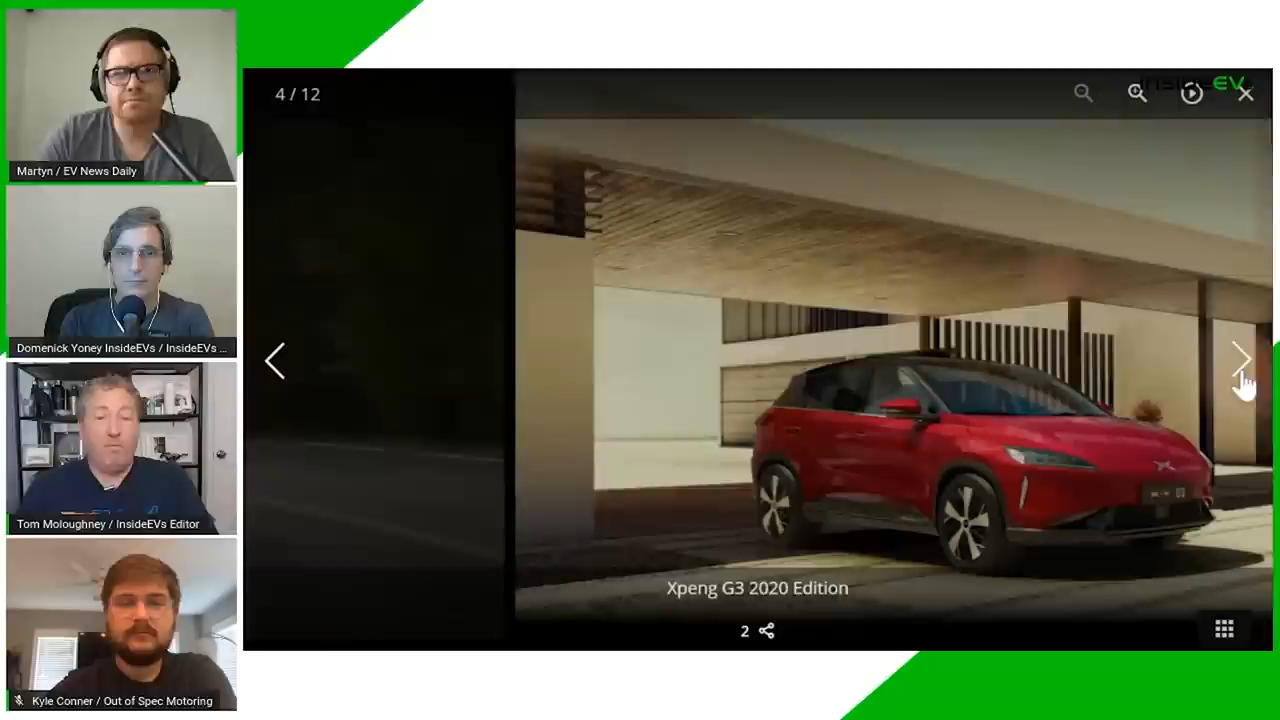 Martyn / EV News Daily
Domenick Yoney InsideEVs / InsideEVs ...
Tom Moloughney / InsideEVs Editor
Kyle Conner / Out of Spec Motoring
4 / 12
InsideEVs
Xpeng G3 2020 Edition
2